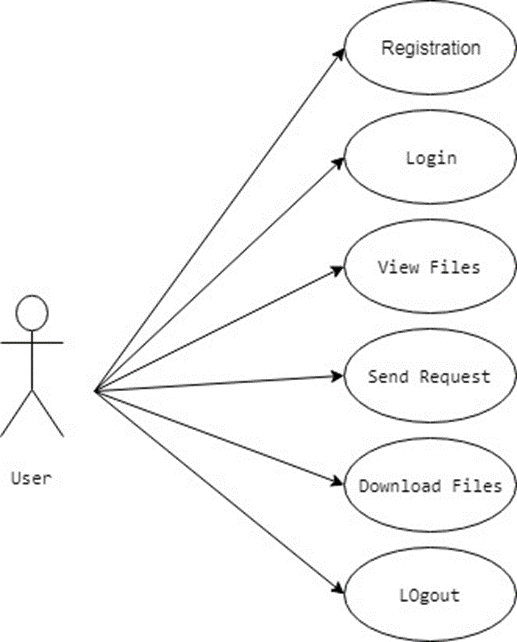 Registration
Login
View Files
Send Request
Download Files
LOgout
User